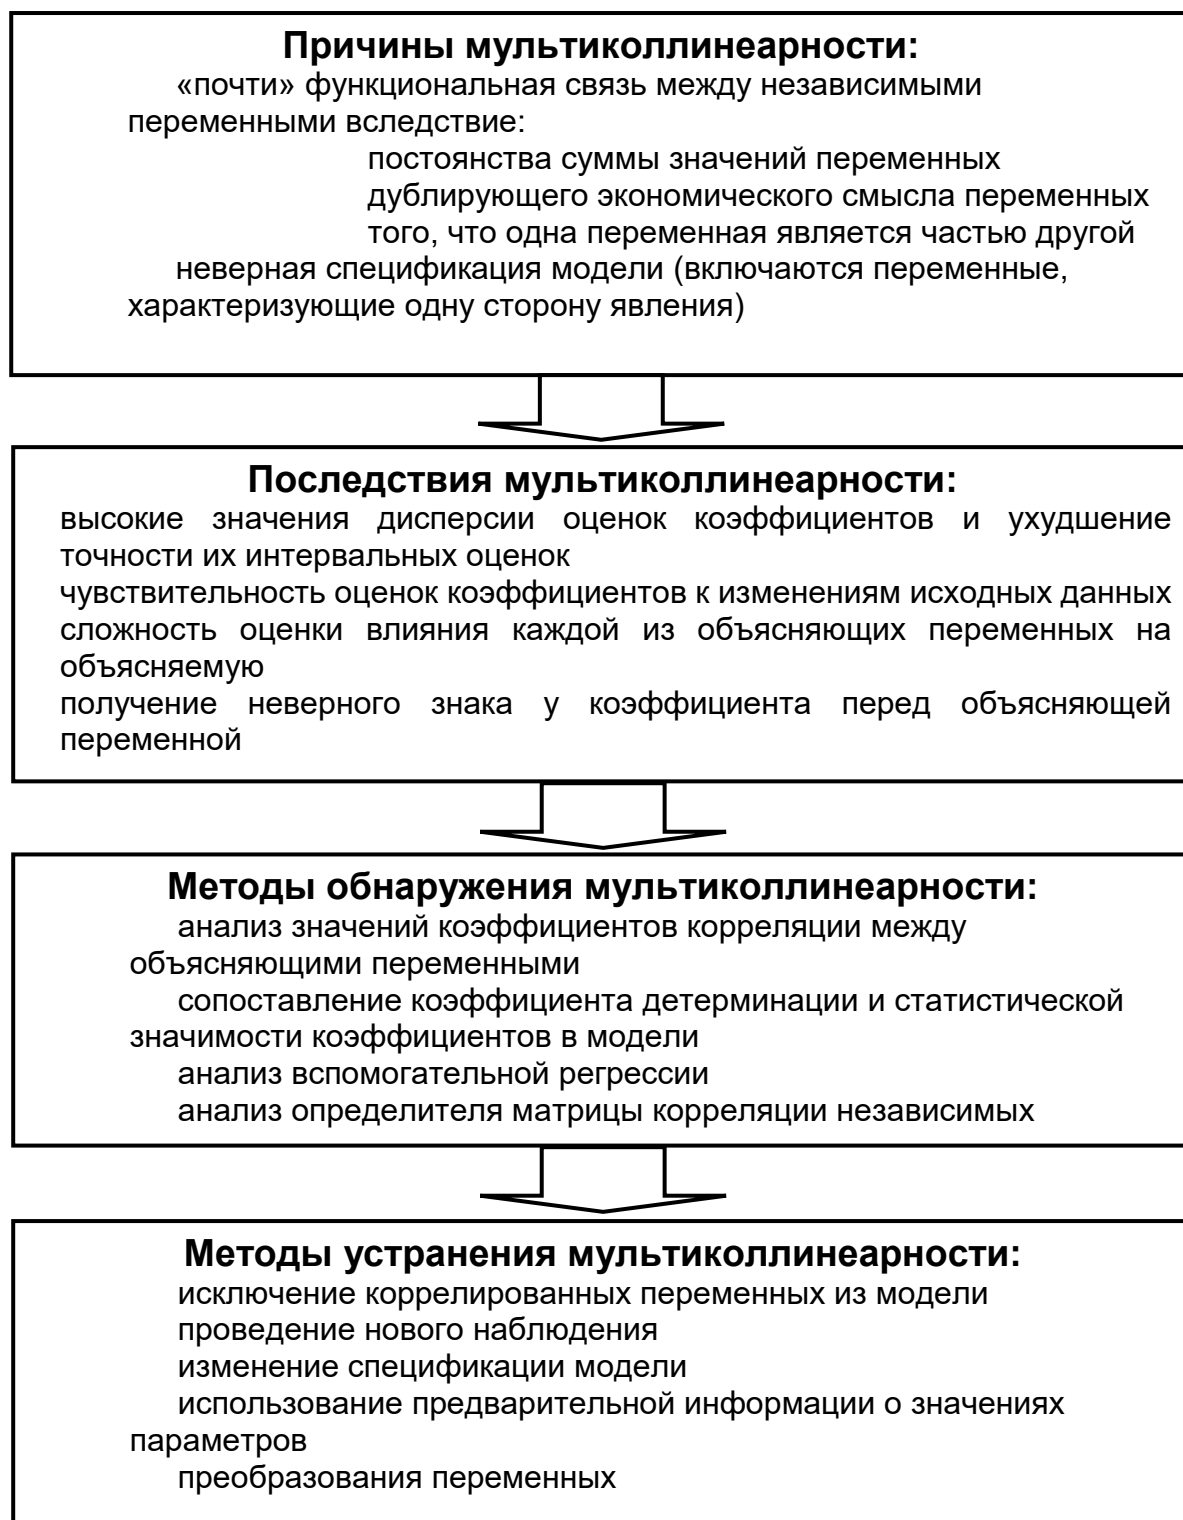 Причины мультиколлинеарности:
«почти» функциональная связь между независимыми
переменными вследствие:
постоянства суммы значений переменных
дублирующего экономического смысла переменных
того, что одна переменная является частью другой
неверная спецификация модели (включаются переменные,
характеризующие одну сторону явления)
Последствия мультиколлинеарности:
высокие значения дисперсии оценок коэффициентов и ухудшение
точности их интервальных оценок
чувствительность оценок коэффициентов к изменениям исходных данных
сложность оценки влияния каждой из объясняющих переменных на
объясняемую
получение неверного знака у коэффициента перед объясняющей
переменной
Методы обнаружения мультиколлинеарности:
анализ значений коэффициентов корреляции между
объясняющими переменными
сопоставление коэффициента детерминации и статистической
значимости коэффициентов в модели
анализ вспомогательной регрессии
анализ определителя матрицы корреляции независимых
Методы устранения мультиколлинеарности:
исключение коррелированных переменных из модели
проведение нового наблюдения
изменение спецификации модели
использование предварительной информации о значениях
параметров
преобразования переменных